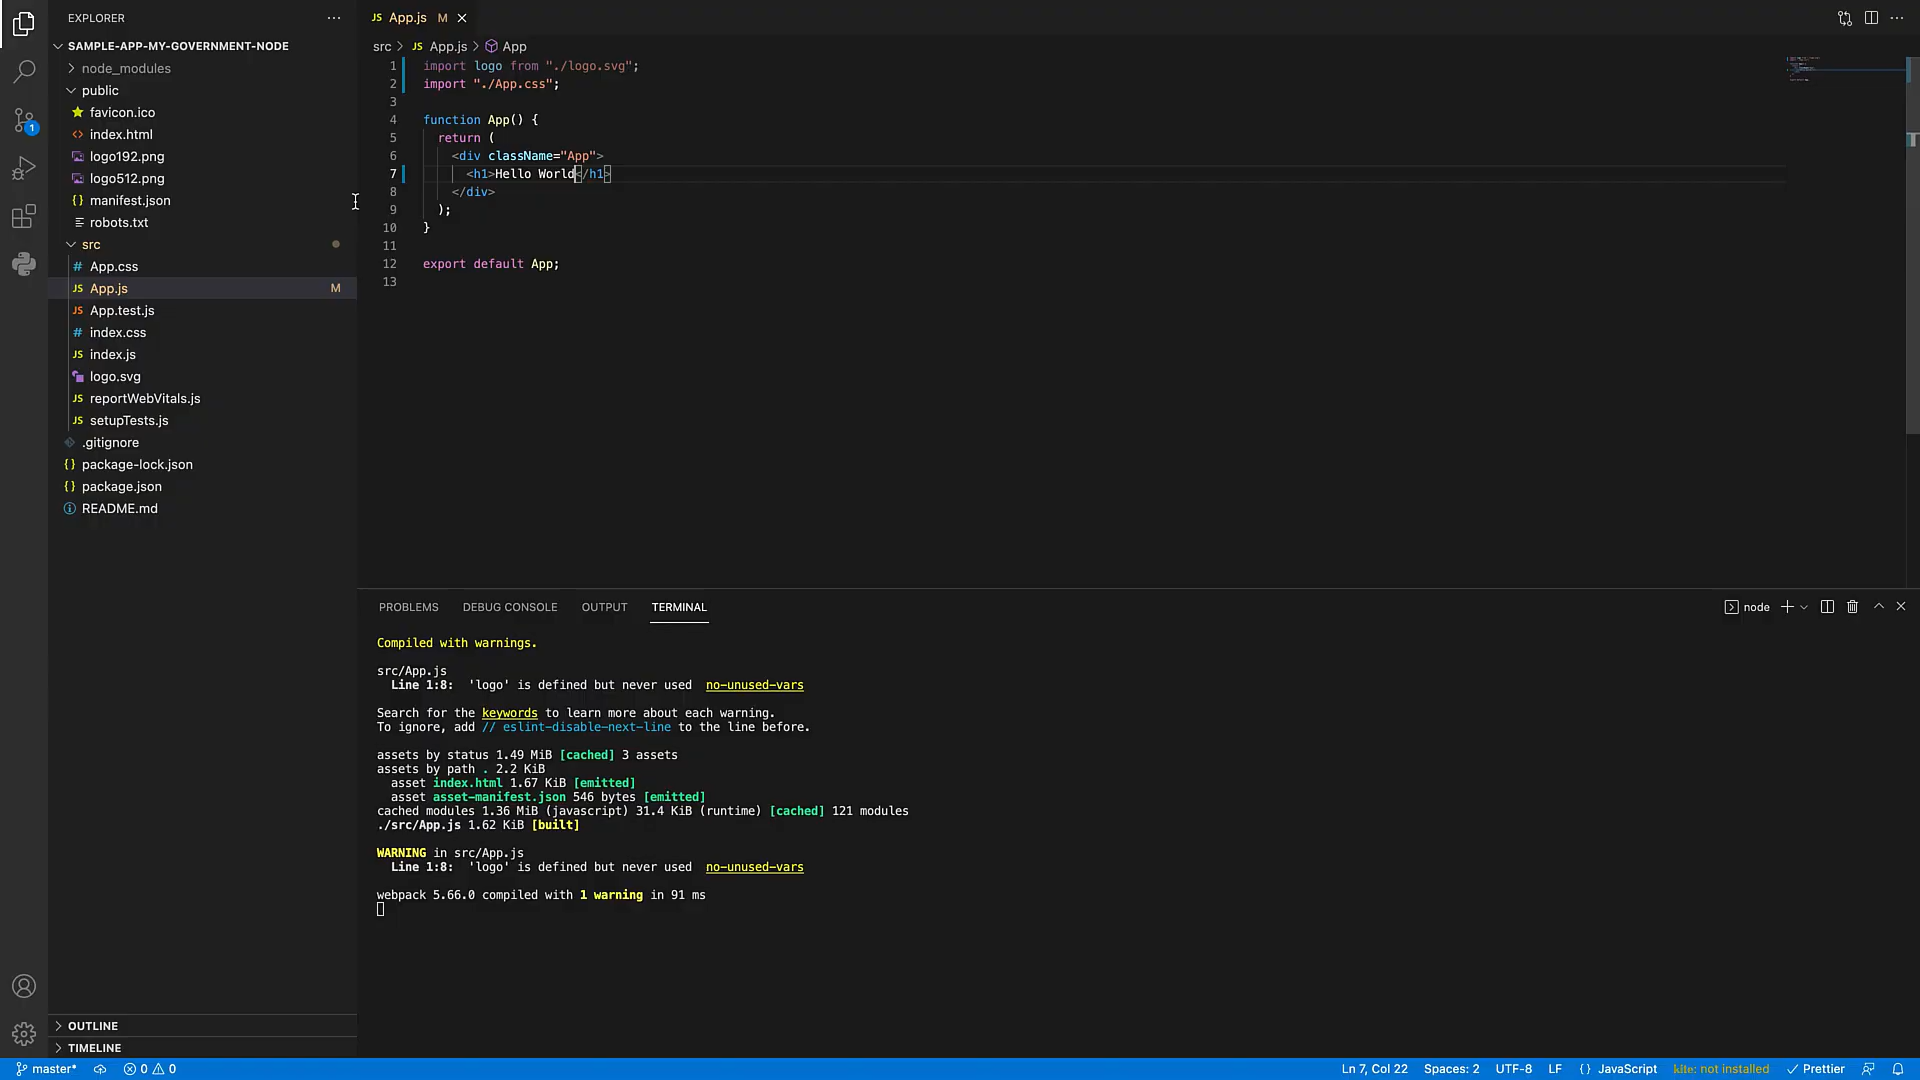 EXPLORER
SAMPLE-APP-MY-GOVERNMENT-NODE
node_modules
public
favicon.ico
index.html
logo192.png
logo512.png
manifest.json
robots.txt
src
App.css
App.js M
App.test.js
index.css
index.js
logo.svg
reportWebVitals.js
setupTests.js
.gitignore
package-lock.json
package.json
README.md
OUTLINE
TIMELINE
JS App.js M
src > JS App.js > App
1 import logo from "./logo.svg";
2 import "./App.css";
3
4 function App() {
5 return (
6 <div className="App">
7 <h1>Hello World</h1>
8 </div>
9 );
10 }
11
12 export default App;
13
PROBLEMS DEBUG CONSOLE OUTPUT TERMINAL
node
Compiled with warnings.
src/App.js
Line 1:8: 'logo' is defined but never used no-unused-vars
Search for the keywords to learn more about each warning.
To ignore, add // eslint-disable-next-line to the line before.
assets by status 1.49 MiB [cached] 3 assets
assets by path . 2.2 KiB
asset index.html 1.67 KiB [emitted]
asset asset-manifest.json 546 bytes [emitted]
cached modules 1.36 MiB (javascript) 31.4 KiB (runtime) [cached] 121 modules
./src/App.js 1.62 KiB [built]
WARNING in src/App.js
Line 1:8: 'logo' is defined but never used no-unused-vars
webpack 5.66.0 compiled with 1 warning in 91 ms
master* 0 0 Ln 7, Col 22 Spaces: 2 UTF-8 LF {} JavaScript kite: not installed Prettier